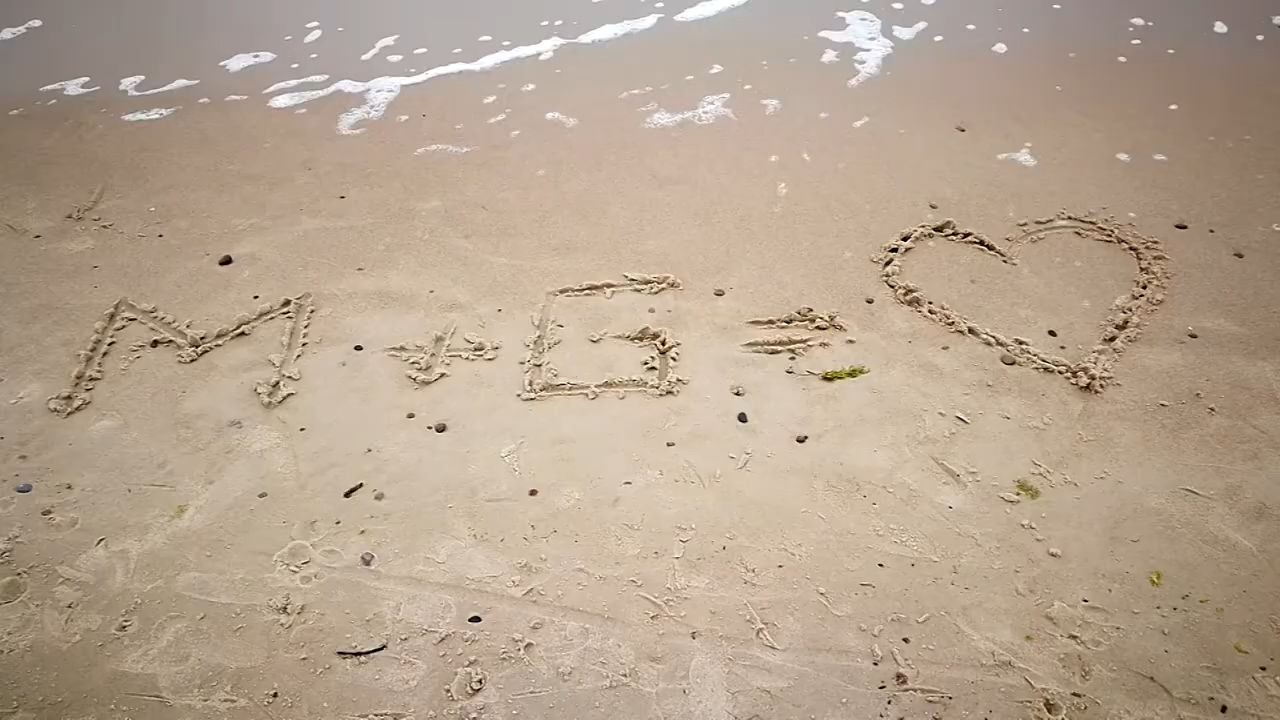 M + G = ♡